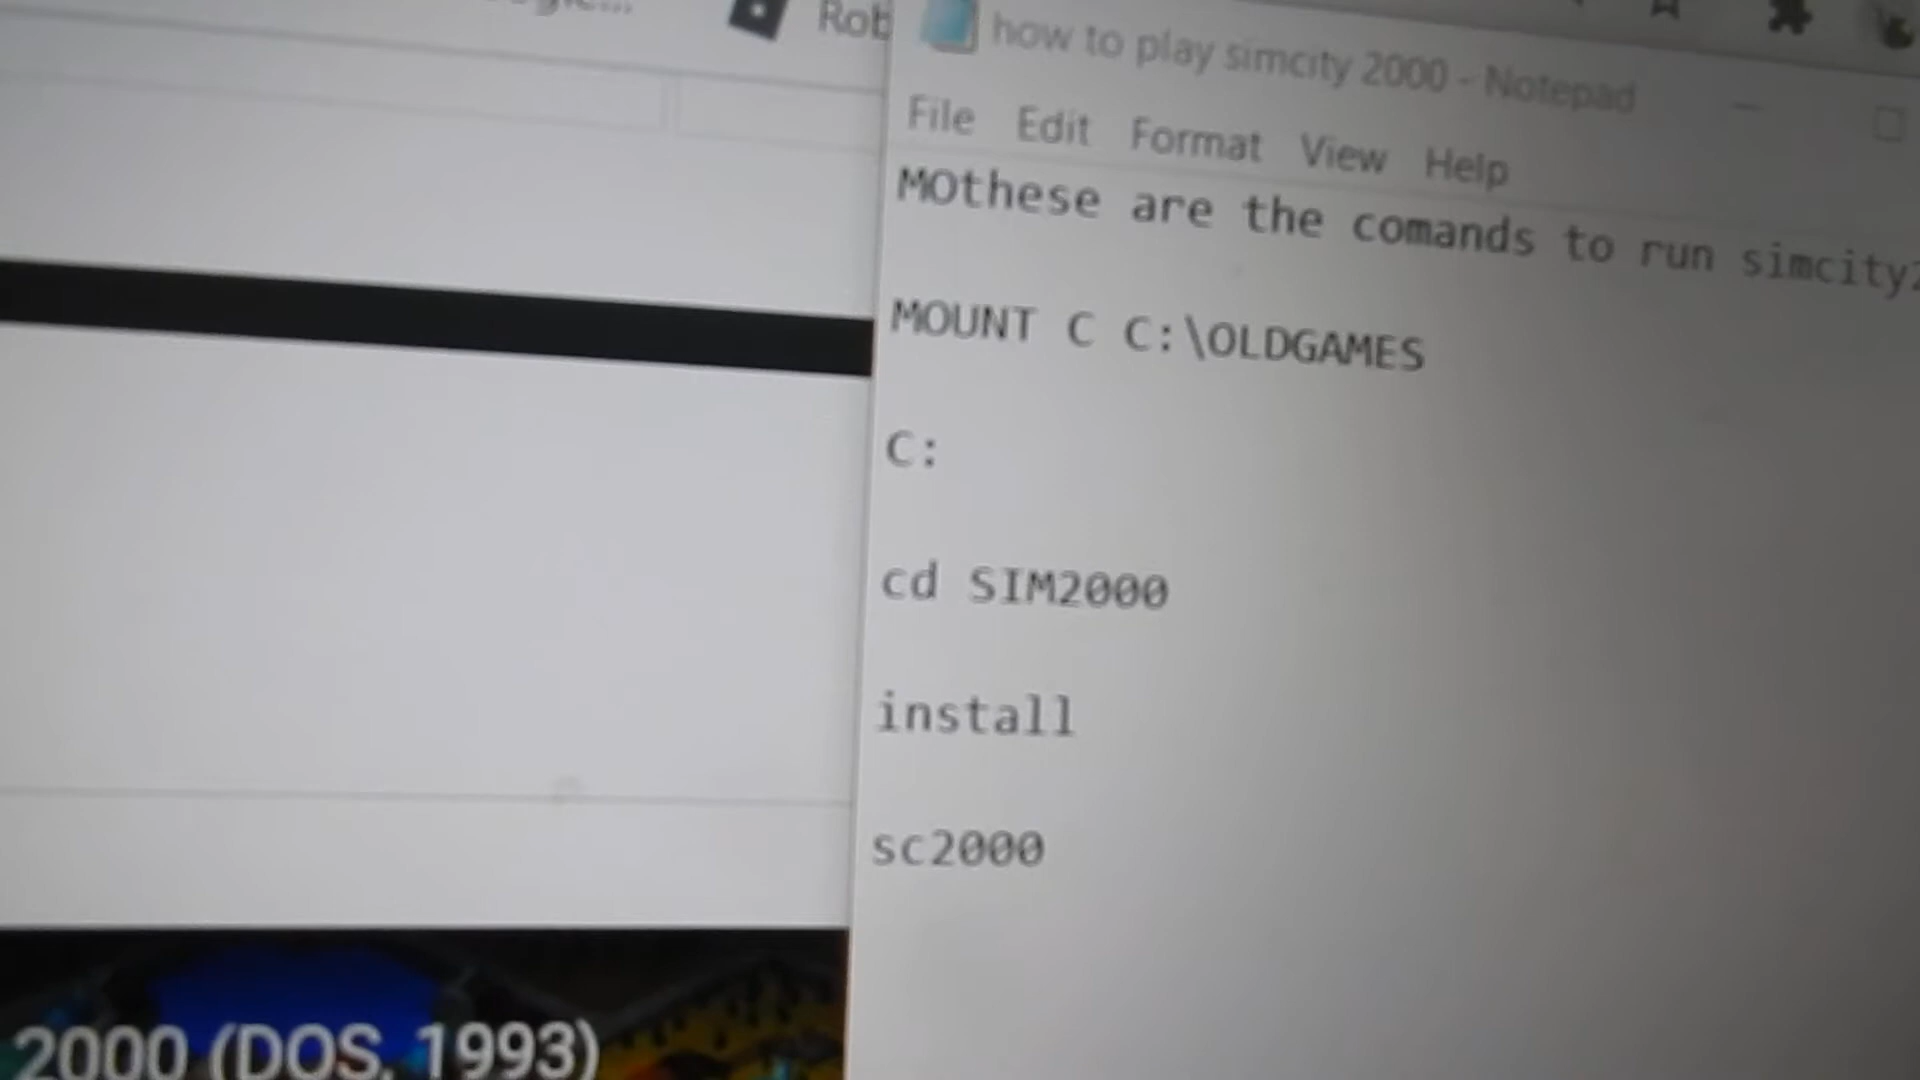 Rob
how to play simcity 2000 - Notepad
File Edit Format View Help
MOthese are the comands to run simcity2
MOUNT C C:\OLDGAMES
C:
cd SIM2000
install
sc2000
2000 (DOS, 1993)